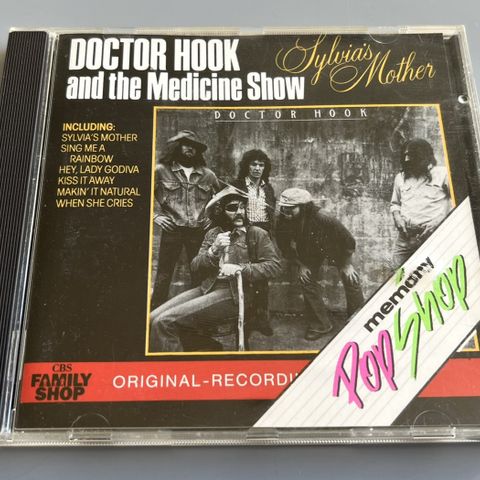 DOCTOR HOOK
and the Medicine Show
Sylvia's
Mother
INCLUDING:
SYLVIA'S MOTHER
SING ME A
RAINBOW
HEY, LADY GODIVA
KISS IT AWAY
MAKIN' IT NATURAL
WHEN SHE CRIES
DOCTOR HOOK
memory
Pop Shop
CBS
FAMILY
SHOP
ORIGINAL-RECORDIN